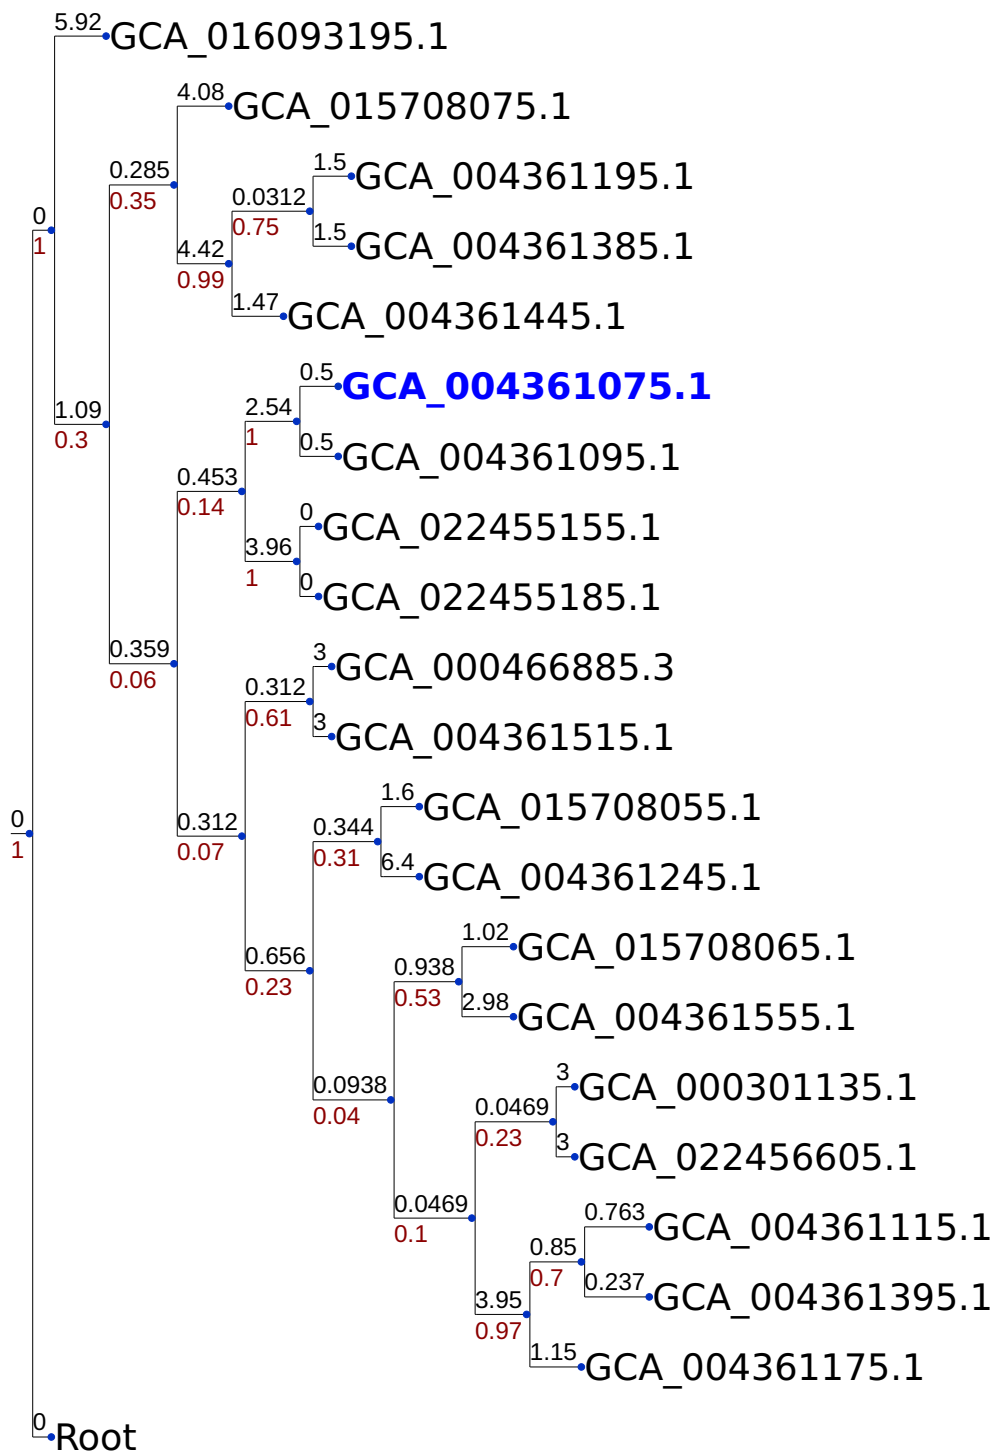 5.92 GCA_016093195.1
4.08 GCA_015708075.1
0.285
0.35
1.5 GCA_004361195.1
0.0312
0.75
0
1
1.5 GCA_004361385.1
4.42
0.99
1.47 GCA_004361445.1
0.5 GCA_004361075.1
1.09
0.3
2.54
1
0.5 GCA_004361095.1
0.453
0.14
0 GCA_022455155.1
3.96
1
0 GCA_022455185.1
0.359
0.06
3 GCA_000466885.3
0.312
0.61
3 GCA_004361515.1
1.6 GCA_015708055.1
0
1
0.312
0.07
0.344
0.31
6.4 GCA_004361245.1
1.02 GCA_015708065.1
0.656
0.23
0.938
0.53
2.98 GCA_004361555.1
3 GCA_000301135.1
0.0938
0.04
0.0469
0.23
3 GCA_022456605.1
0.0469
0.1
0.763 GCA_004361115.1
0.85
0.7
0.237 GCA_004361395.1
3.95
0.97
1.15 GCA_004361175.1
0 Root